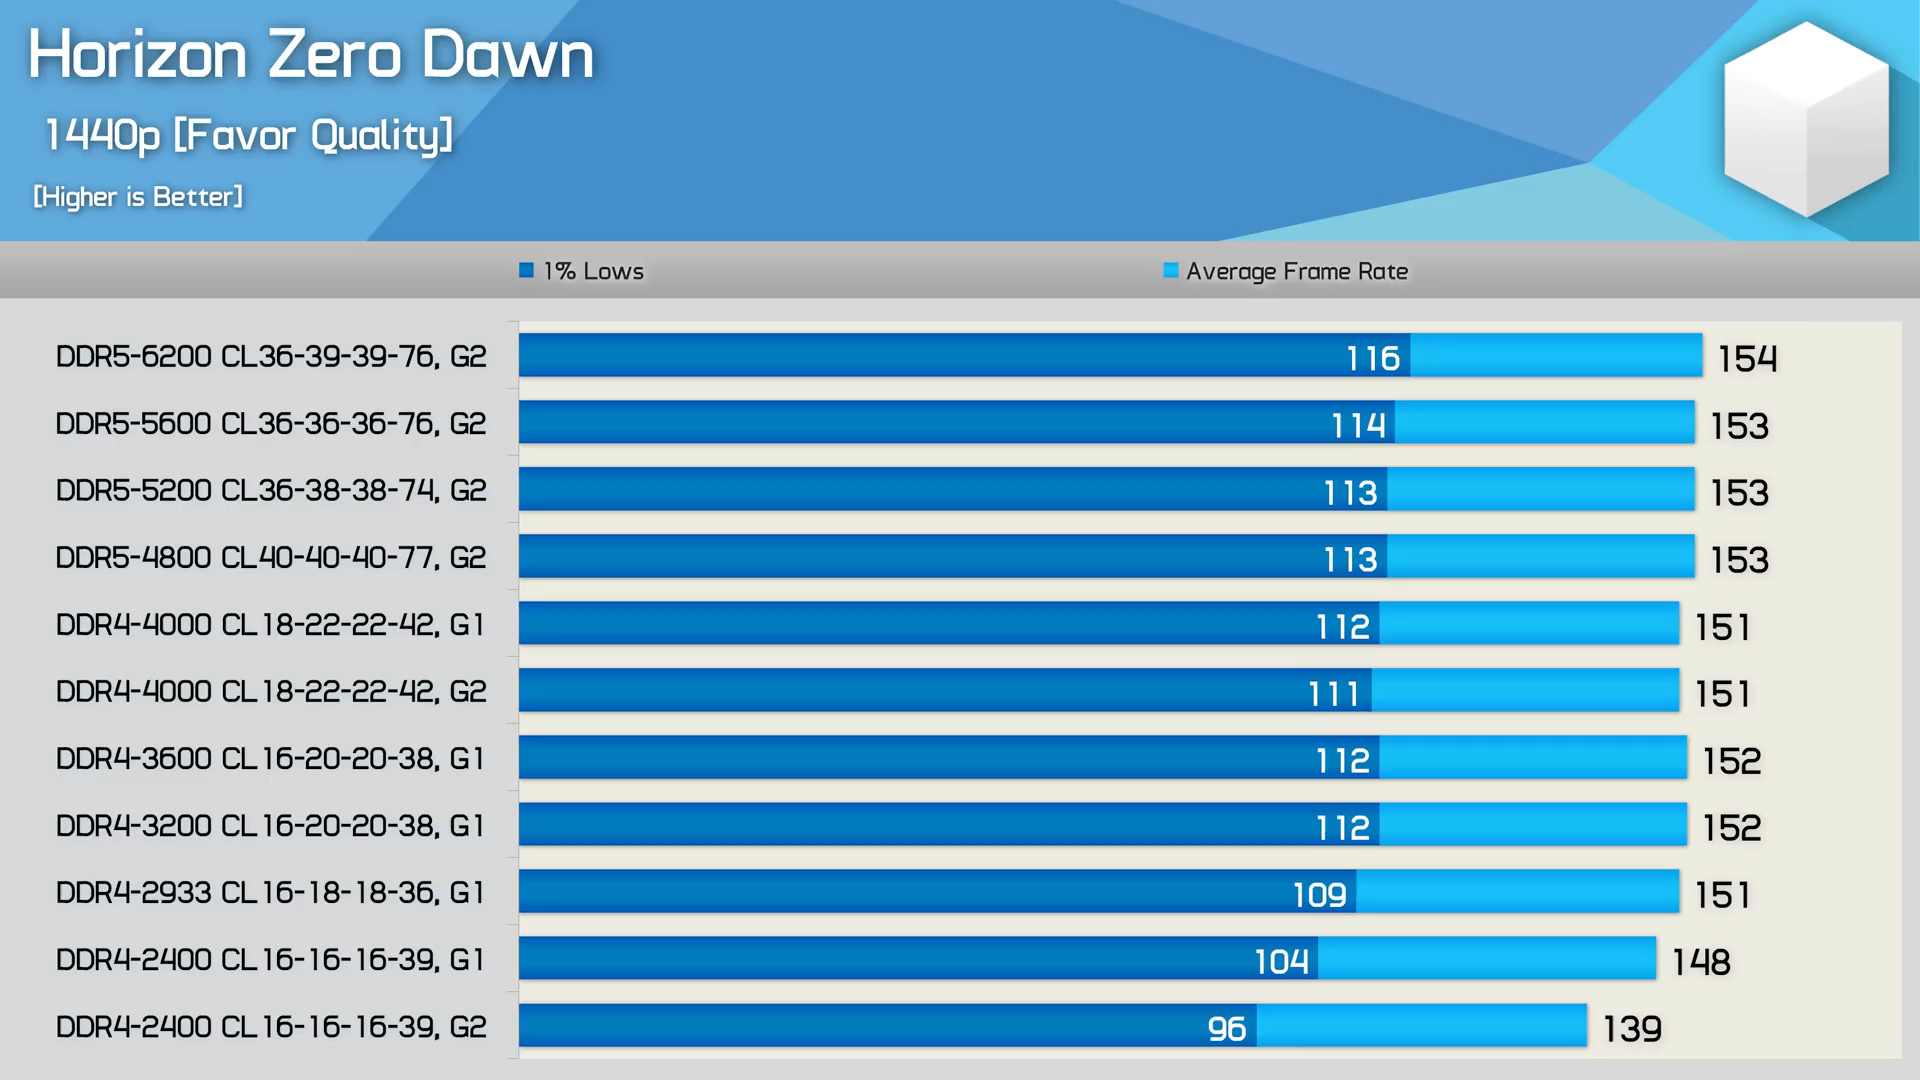 Horizon Zero Dawn
1440p [Favor Quality]
[Higher is Better]
1% Lows
Average Frame Rate
DDR5-6200 CL36-39-39-76, G2 116 154
DDR5-5600 CL36-36-36-76, G2 114 153
DDR5-5200 CL36-38-38-74, G2 113 153
DDR5-4800 CL40-40-40-77, G2 113 153
DDR4-4000 CL18-22-22-42, G1 112 151
DDR4-4000 CL18-22-22-42, G2 111 151
DDR4-3600 CL16-20-20-38, G1 112 152
DDR4-3200 CL16-20-20-38, G1 112 152
DDR4-2933 CL16-18-18-36, G1 109 151
DDR4-2400 CL16-16-16-39, G1 104 148
DDR4-2400 CL16-16-16-39, G2 96 139